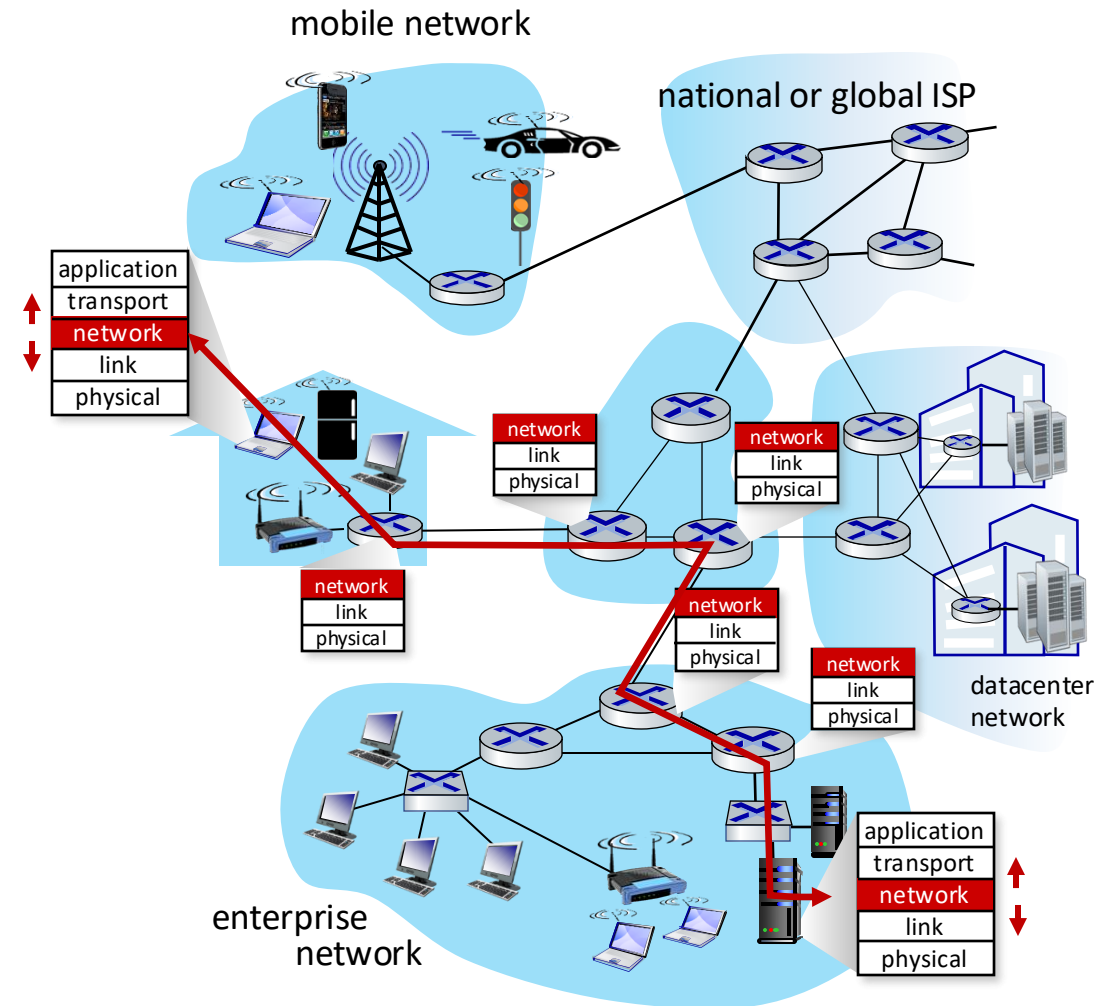 mobile network
national or global ISP
application
transport
network
link
physical
network
link
physical
network
link
physical
network
link
physical
network
link
physical
network
link
physical
datacenter
network
application
transport
network
link
physical
enterprise
network